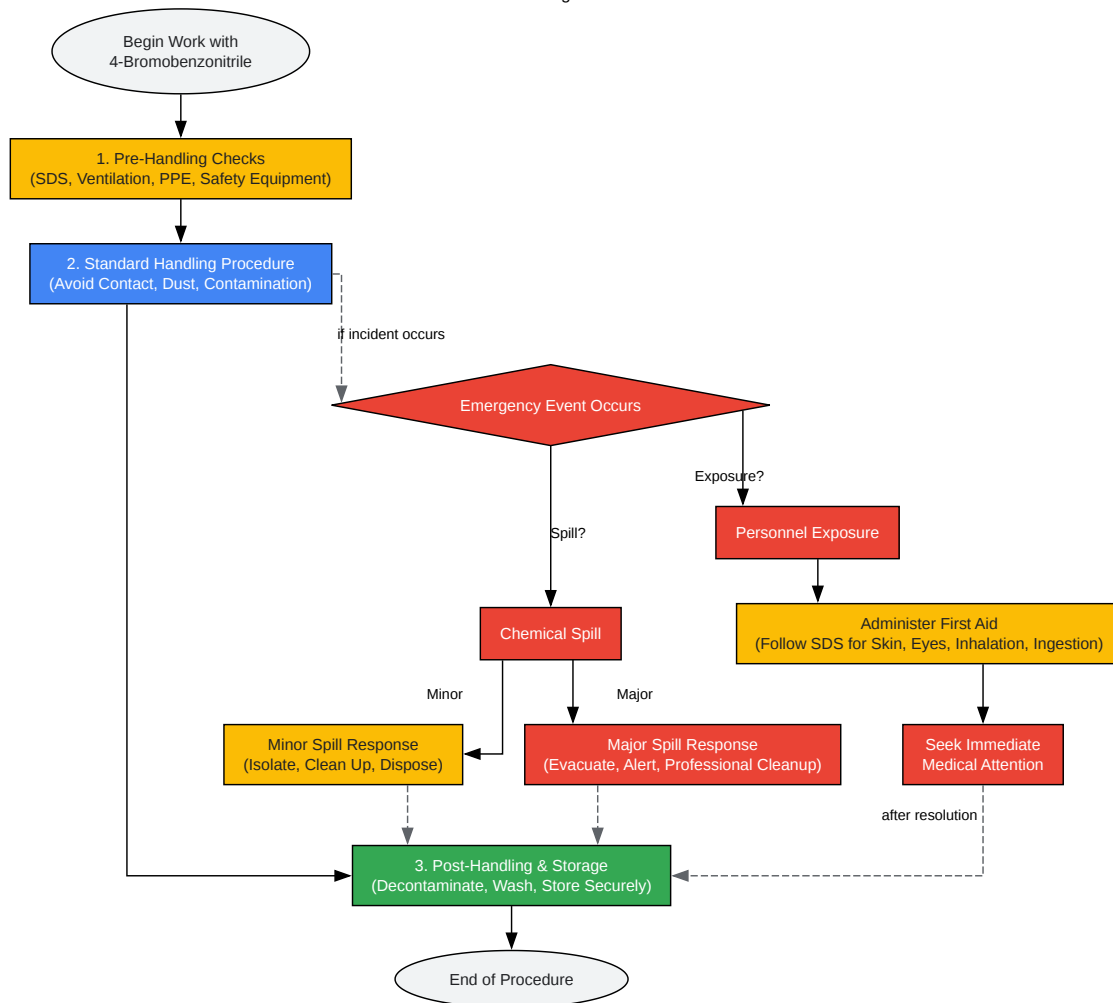 Begin Work with
4-Bromobenzonitrile
1. Pre-Handling Checks
(SDS, Ventilation, PPE, Safety Equipment)
2. Standard Handling Procedure
(Avoid Contact, Dust, Contamination)
if incident occurs
Emergency Event Occurs
Exposure?
Spill?
Personnel Exposure
Administer First Aid
(Follow SDS for Skin, Eyes, Inhalation, Ingestion)
Chemical Spill
Minor
Major
Minor Spill Response
(Isolate, Clean Up, Dispose)
Major Spill Response
(Evacuate, Alert, Professional Cleanup)
Seek Immediate
Medical Attention
after resolution
3. Post-Handling & Storage
(Decontaminate, Wash, Store Securely)
End of Procedure